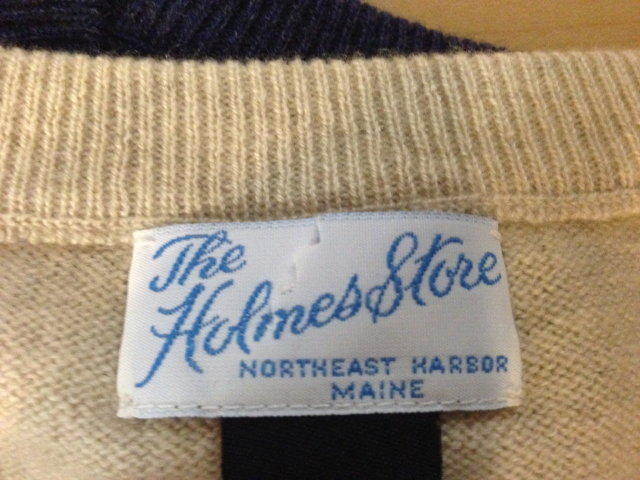 The
Holmes Store
NORTHEAST HARBOR
MAINE